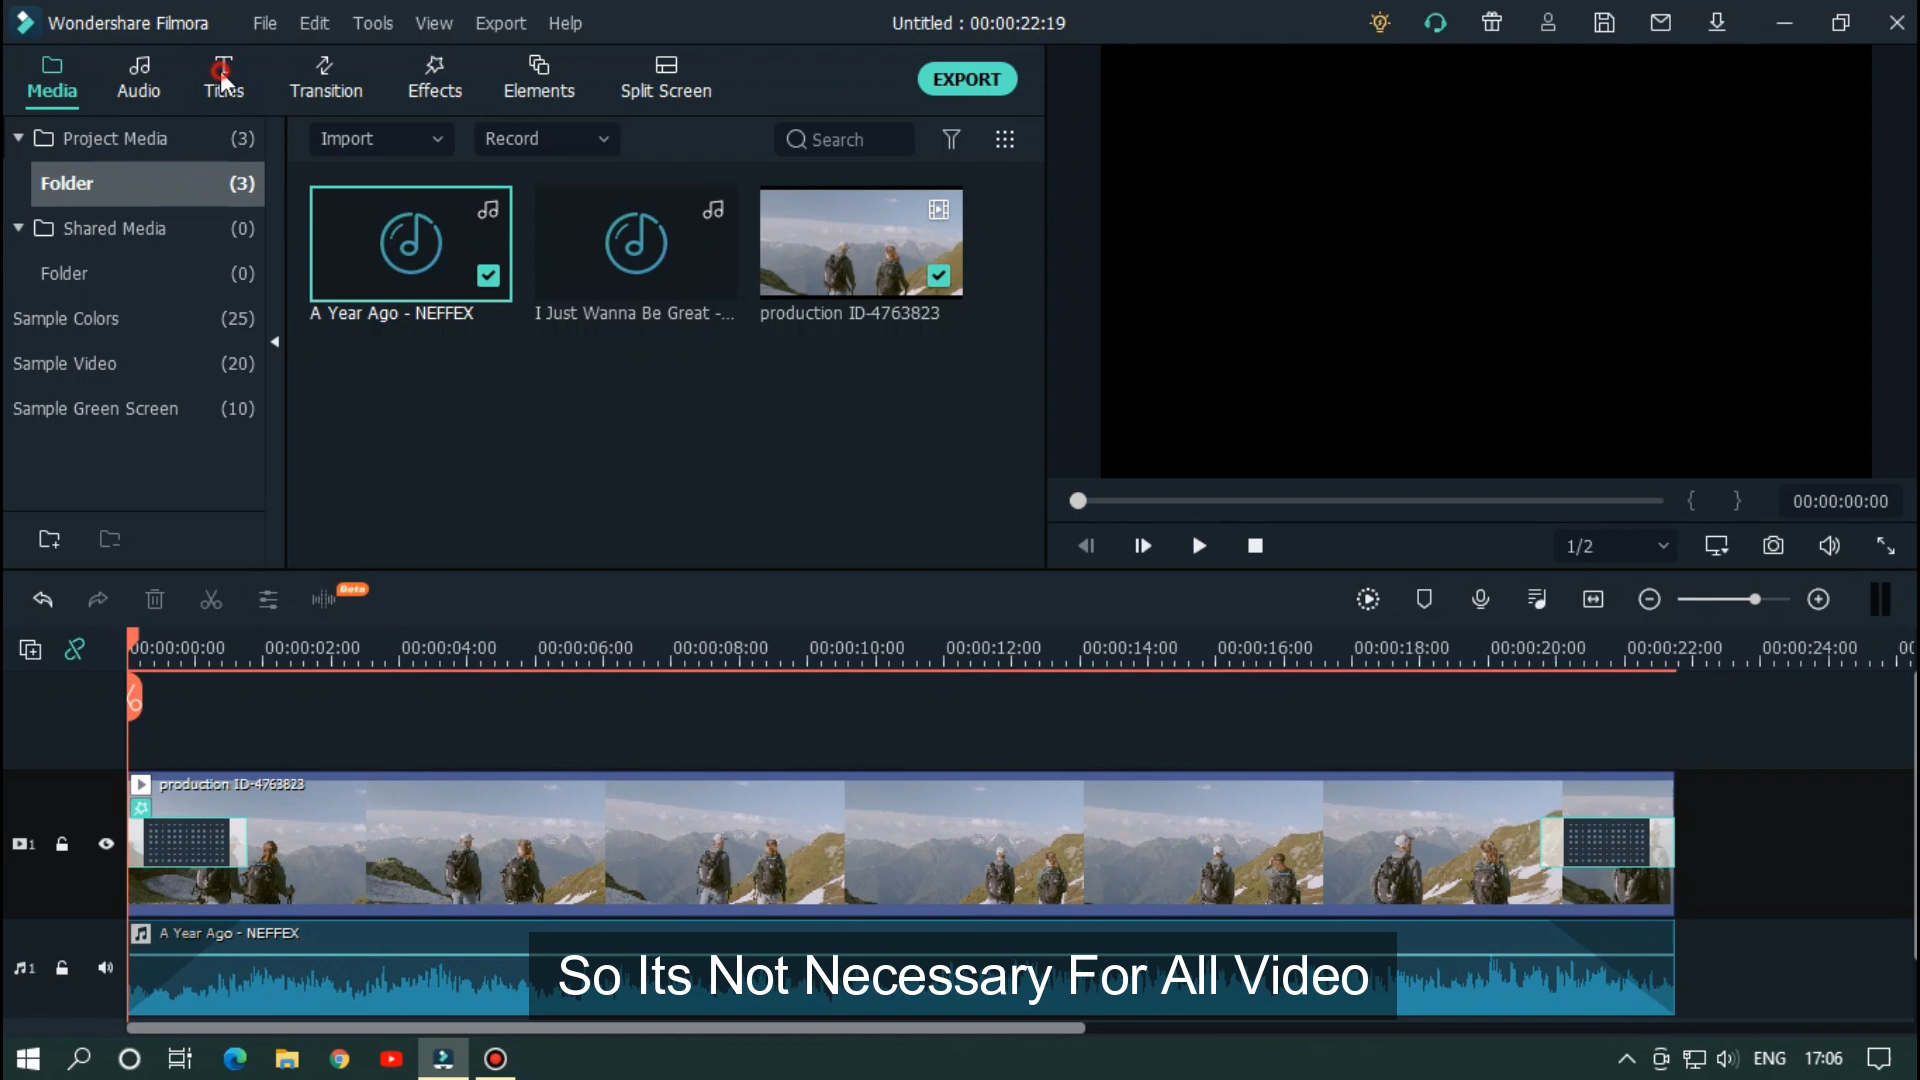 Wondershare Filmora
File
Edit
Tools
View
Export
Help
Untitled : 00:00:22:19
Media
Audio
Titles
Transition
Effects
Elements
Split Screen
EXPORT
Project Media (3)
Folder (3)
Shared Media (0)
Folder (0)
Sample Colors (25)
Sample Video (20)
Sample Green Screen (10)
Import
Record
Search
A Year Ago - NEFFEX
I Just Wanna Be Great -...
production ID-4763823
{ }
00:00:00:00
1/2
Beta
00:00:00:00
00:00:02:00
00:00:04:00
00:00:06:00
00:00:08:00
00:00:10:00
00:00:12:00
00:00:14:00
00:00:16:00
00:00:18:00
00:00:20:00
00:00:22:00
00:00:24:00
production ID-4763823
1
A Year Ago - NEFFEX
1
So Its Not Necessary For All Video
ENG
17:06